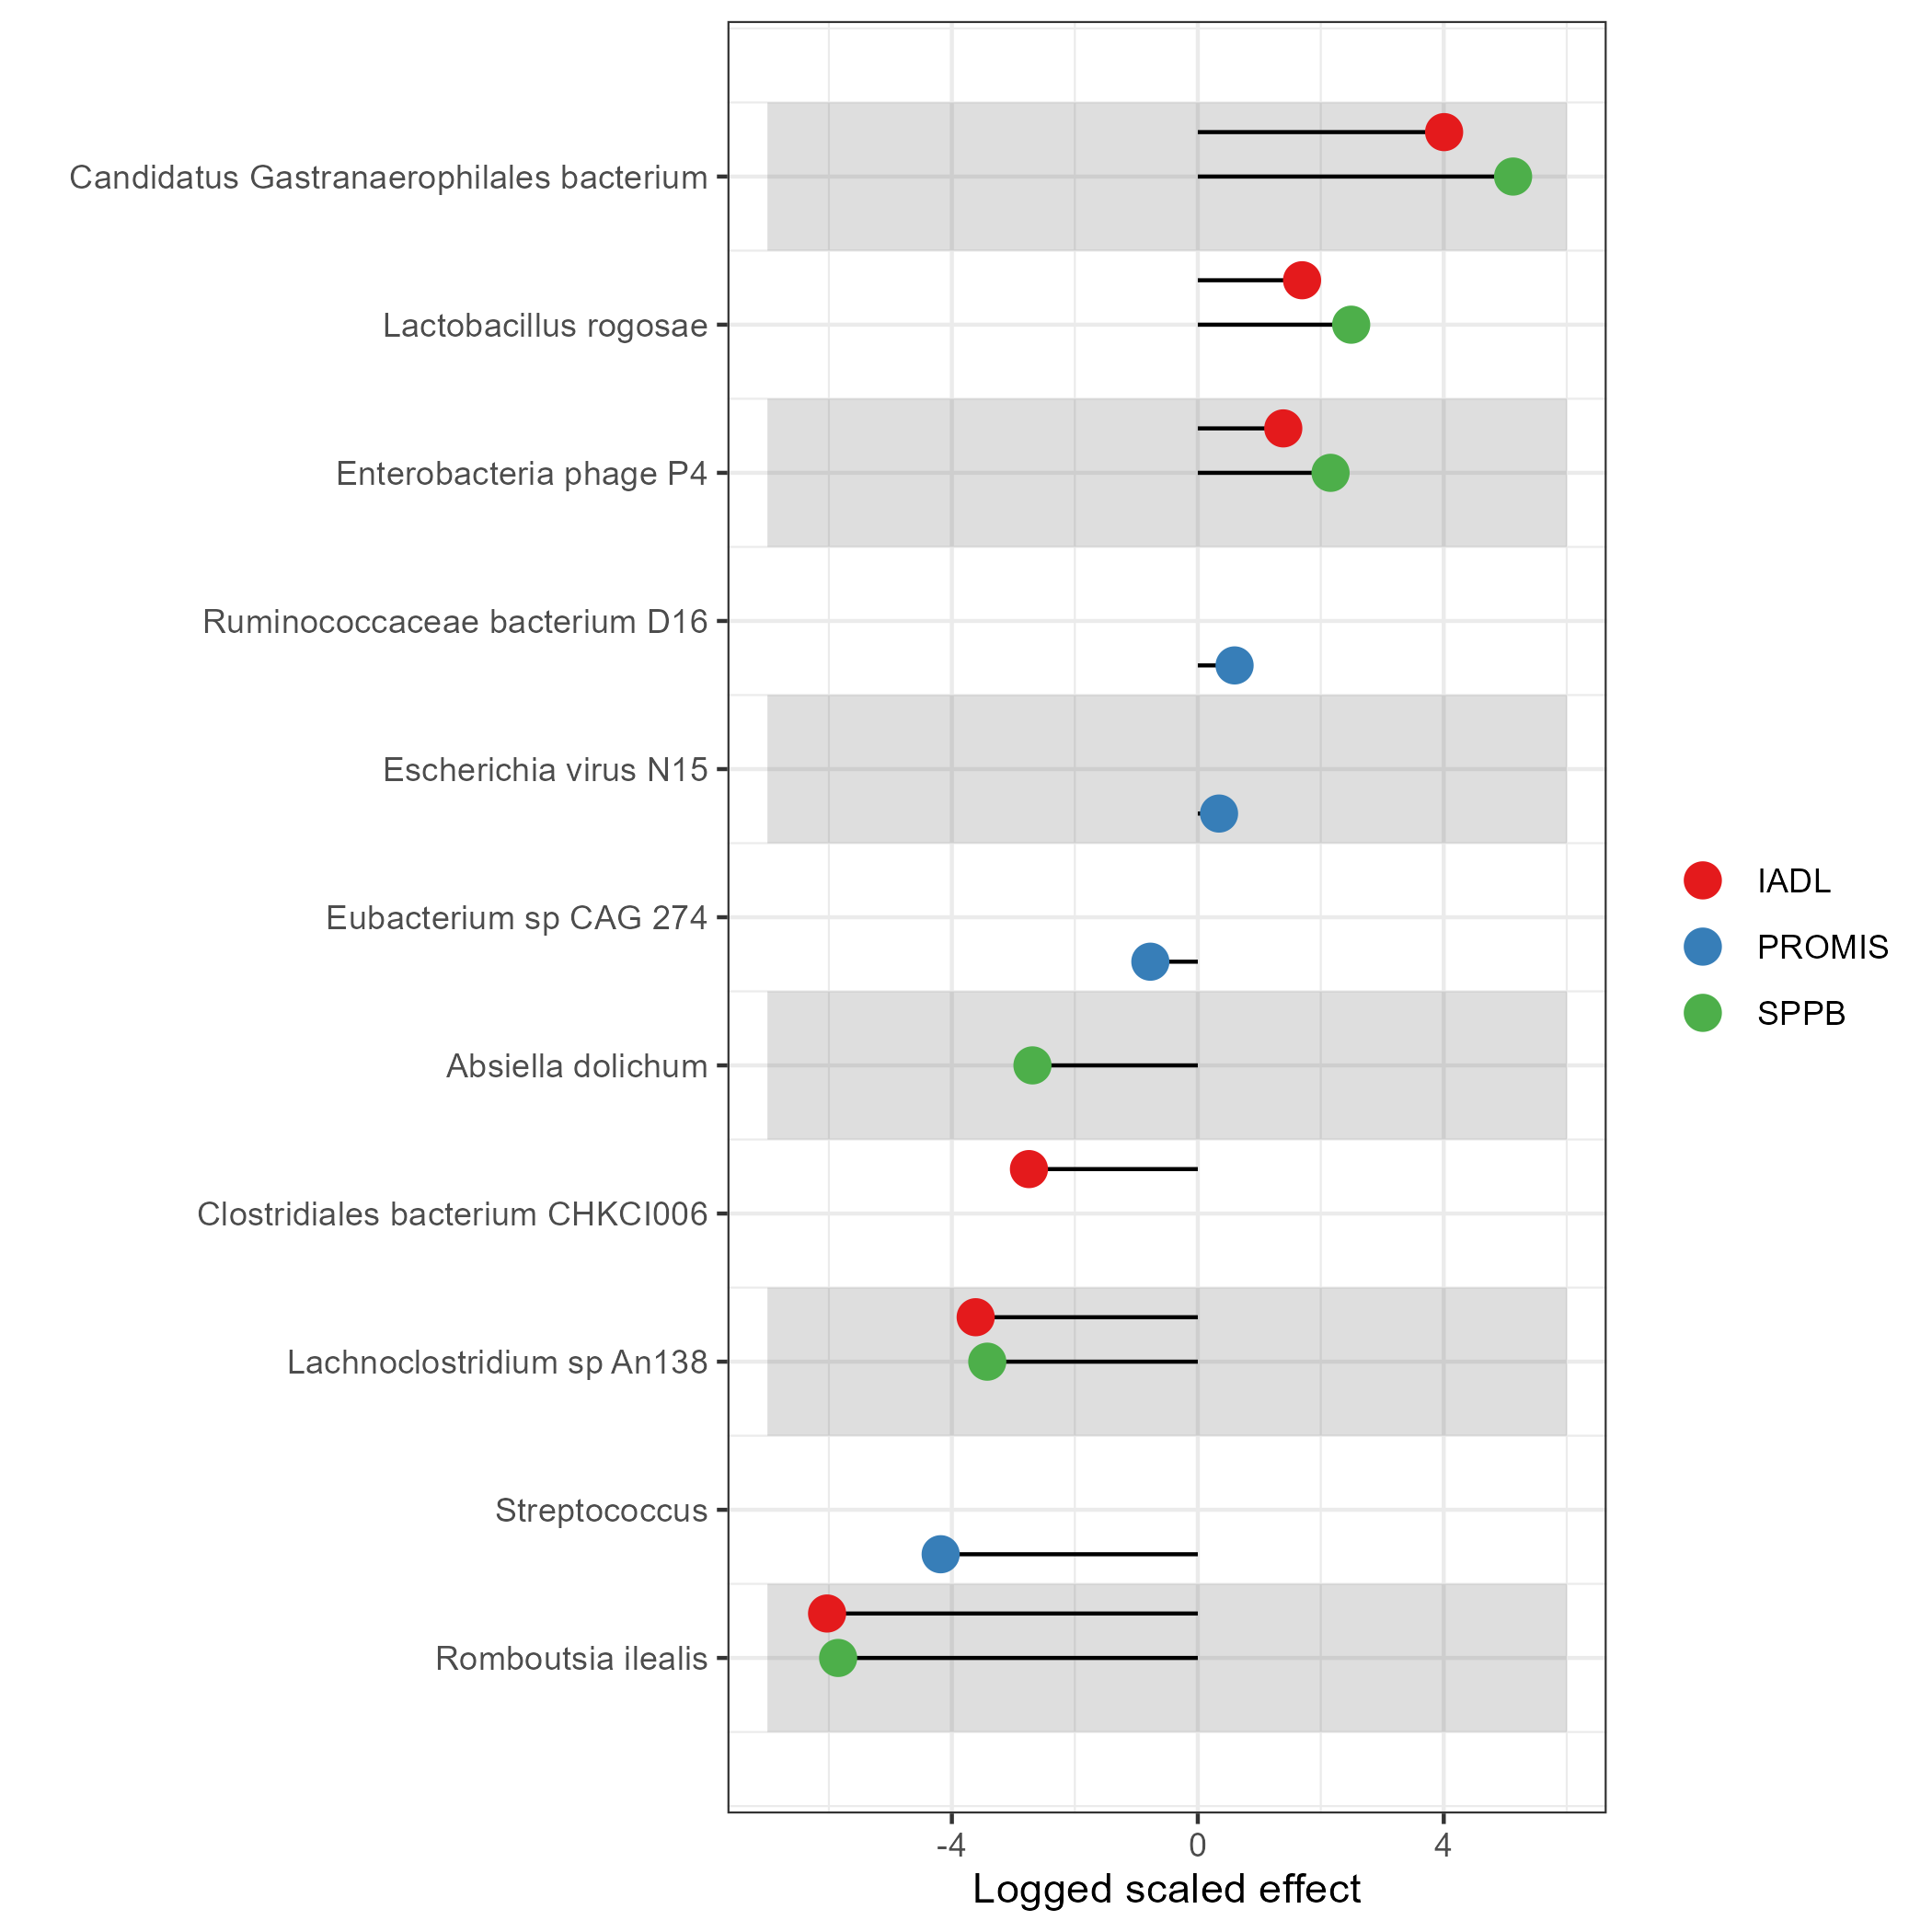 Candidatus Gastranaerophilales bacterium
Lactobacillus rogosae
Enterobacteria phage P4
Ruminococcaceae bacterium D16
Escherichia virus N15
Eubacterium sp CAG 274
Absiella dolichum
Clostridiales bacterium CHKCI006
Lachnoclostridium sp An138
Streptococcus
Romboutsia ilealis
-4 0 4
Logged scaled effect
IADL
PROMIS
SPPB